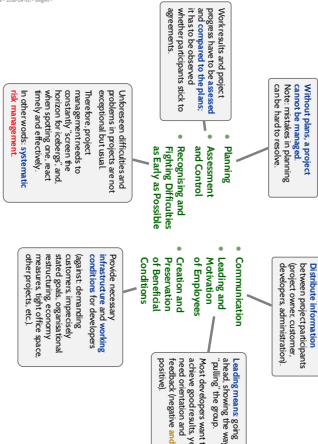 Without plans, a project
cannot be managed.
Note: mistakes in planning
can be hard to resolve.
Work results and project
progress have to be assessed
and compared to the plans;
it has to be observed
whether participants stick to
agreements.
• Planning
• Assessment
and Control
• Recognising and
Fighting Difficulties
as Early as Possible
Unforeseen difficulties and
problems in projects are not
exceptional but usual.
Therefore, project
management needs to
constantly 'screen the
horizon for icebergs' and,
when spotting one, react
timely and effectively.
In other words: systematic
risk management.
Distribute information
(between project participants
(project owner, customer,
developers, administration).
• Communication
• Leading and
Motivation
of Employees
• Creation and
Preservation
of Beneficial
Conditions
Leading means: going
ahead, showing the way,
"pulling" the group.
Most developers want
achieve good results,
need orientation and
feedback (negative and
positive).
Provide necessary
infrastructure and working
conditions for developers
(against: demanding
customers, imprecisely
stated goals, organisational
restructuring, economy
measures, tight office space,
other projects, etc.).